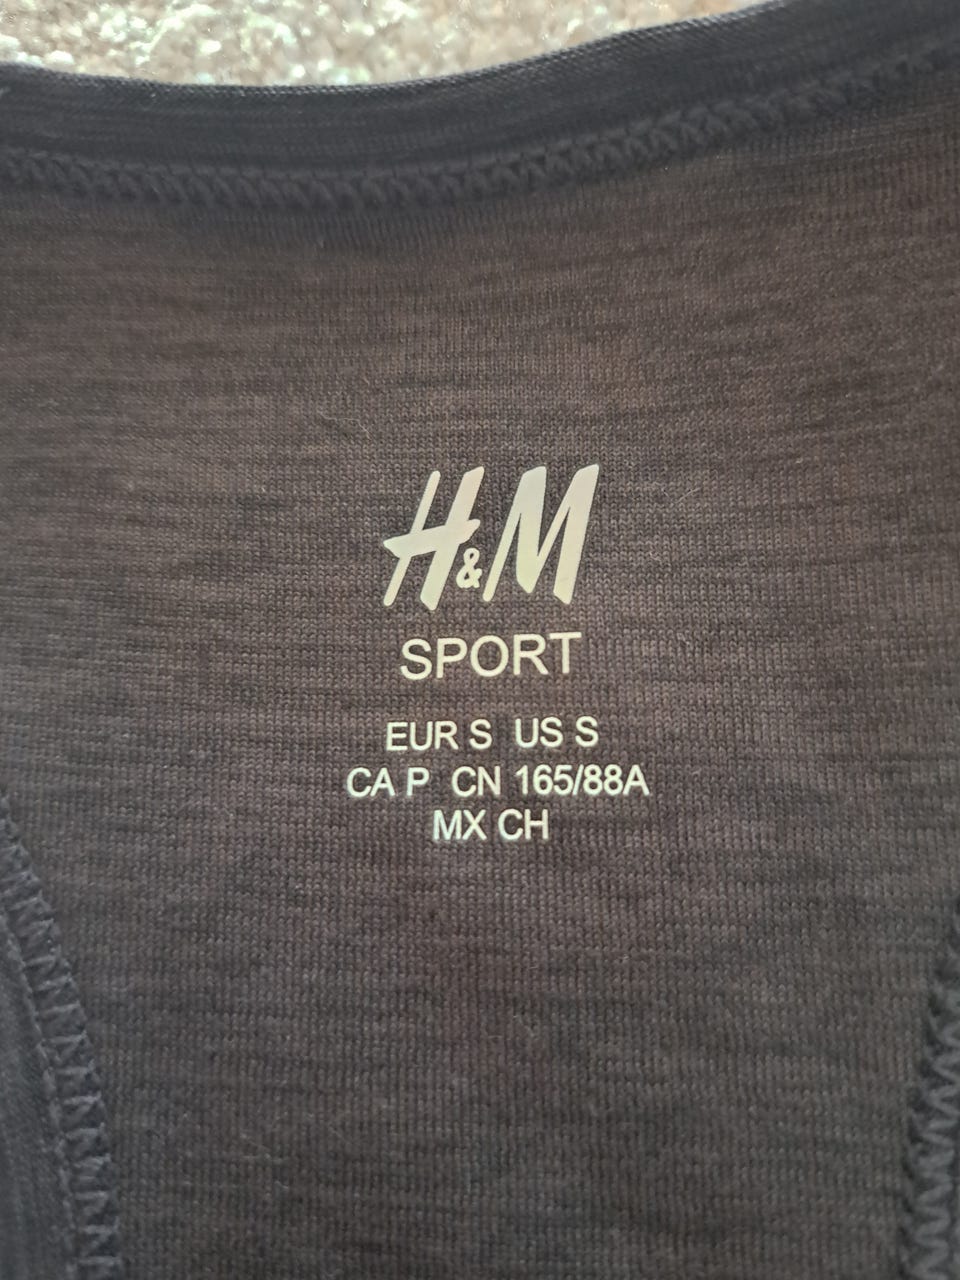 H&M
SPORT
EUR S US S
CA P CN 165/88A
MX CH